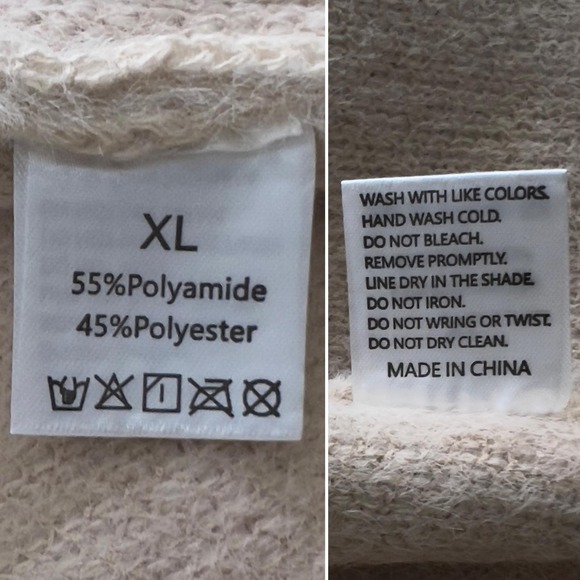 XL
55%Polyamide
45%Polyester
WASH WITH LIKE COLORS.
HAND WASH COLD.
DO NOT BLEACH.
REMOVE PROMPTLY.
LINE DRY IN THE SHADE.
DO NOT IRON.
DO NOT WRING OR TWIST.
DO NOT DRY CLEAN.
MADE IN CHINA